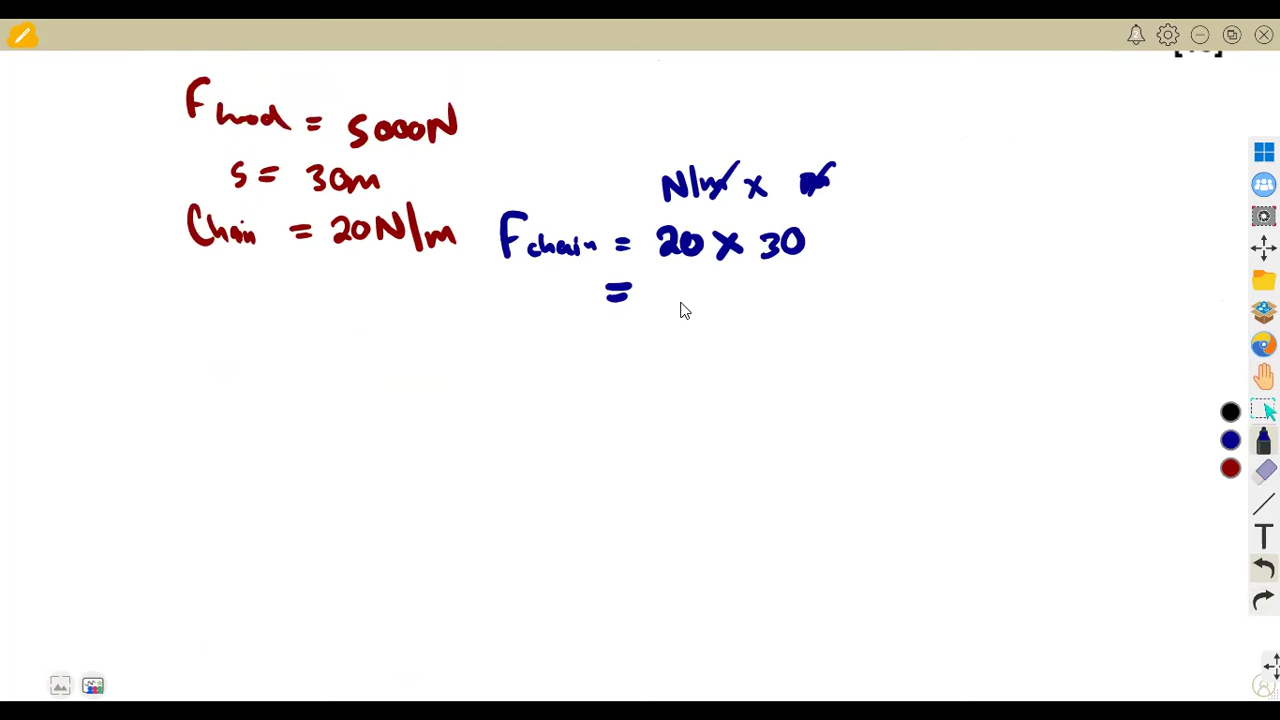 F load = 5000N
s = 30m
Chain = 20N/m
N/m x m
F chain = 20 x 30
=
T